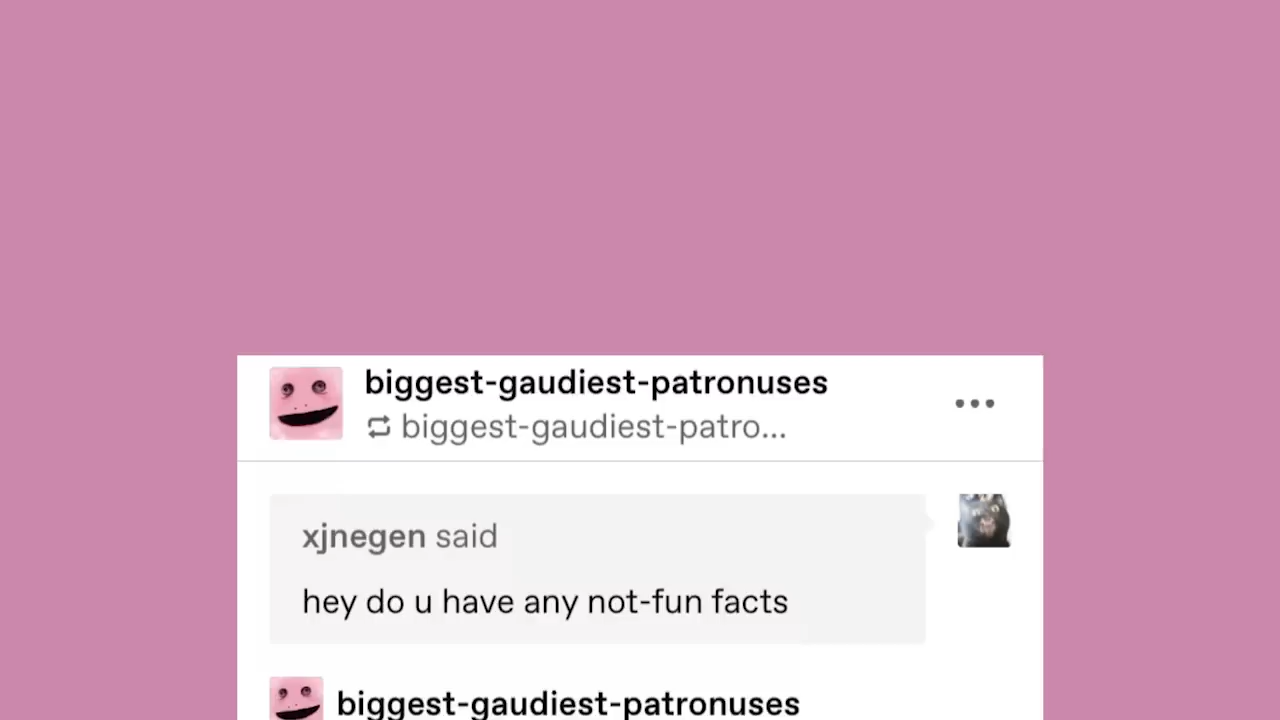 biggest-gaudiest-patronuses
biggest-gaudiest-patro...
xjnegen said
hey do u have any not-fun facts
biggest-gaudiest-patronuses